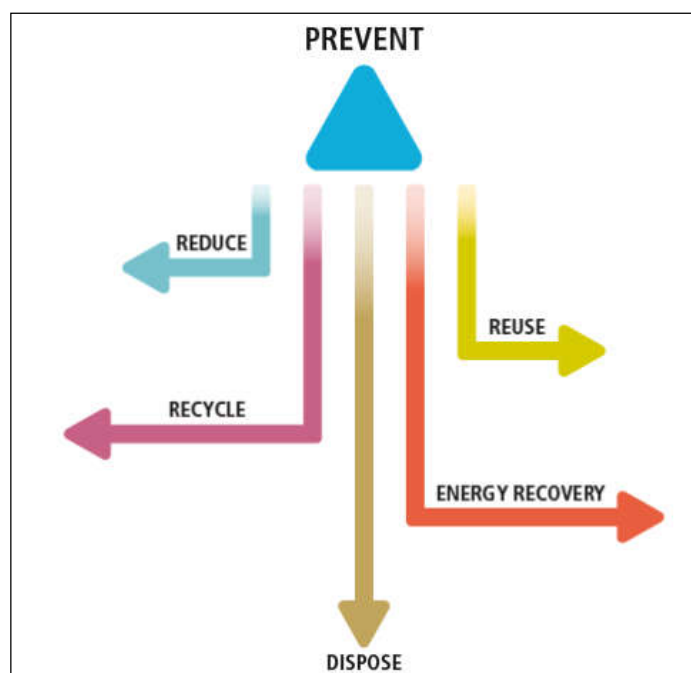 PREVENT
REDUCE
REUSE
RECYCLE
ENERGY RECOVERY
DISPOSE